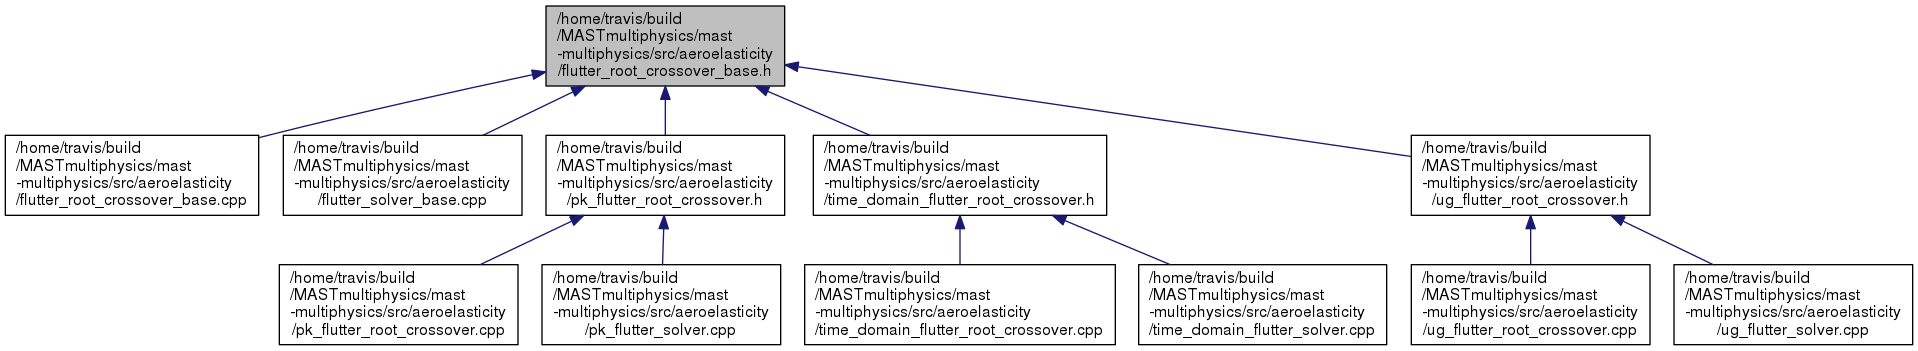 /home/travis/build
/MASTmultiphysics/mast
-multiphysics/src/aeroelasticity
/flutter_root_crossover_base.h
/home/travis/build
/MASTmultiphysics/mast
-multiphysics/src/aeroelasticity
/flutter_root_crossover_base.cpp
/home/travis/build
/MASTmultiphysics/mast
-multiphysics/src/aeroelasticity
/flutter_solver_base.cpp
/home/travis/build
/MASTmultiphysics/mast
-multiphysics/src/aeroelasticity
/pk_flutter_root_crossover.h
/home/travis/build
/MASTmultiphysics/mast
-multiphysics/src/aeroelasticity
/time_domain_flutter_root_crossover.h
/home/travis/build
/MASTmultiphysics/mast
-multiphysics/src/aeroelasticity
/ug_flutter_root_crossover.h
/home/travis/build
/MASTmultiphysics/mast
-multiphysics/src/aeroelasticity
/pk_flutter_root_crossover.cpp
/home/travis/build
/MASTmultiphysics/mast
-multiphysics/src/aeroelasticity
/pk_flutter_solver.cpp
/home/travis/build
/MASTmultiphysics/mast
-multiphysics/src/aeroelasticity
/time_domain_flutter_root_crossover.cpp
/home/travis/build
/MASTmultiphysics/mast
-multiphysics/src/aeroelasticity
/time_domain_flutter_solver.cpp
/home/travis/build
/MASTmultiphysics/mast
-multiphysics/src/aeroelasticity
/ug_flutter_root_crossover.cpp
/home/travis/build
/MASTmultiphysics/mast
-multiphysics/src/aeroelasticity
/ug_flutter_solver.cpp